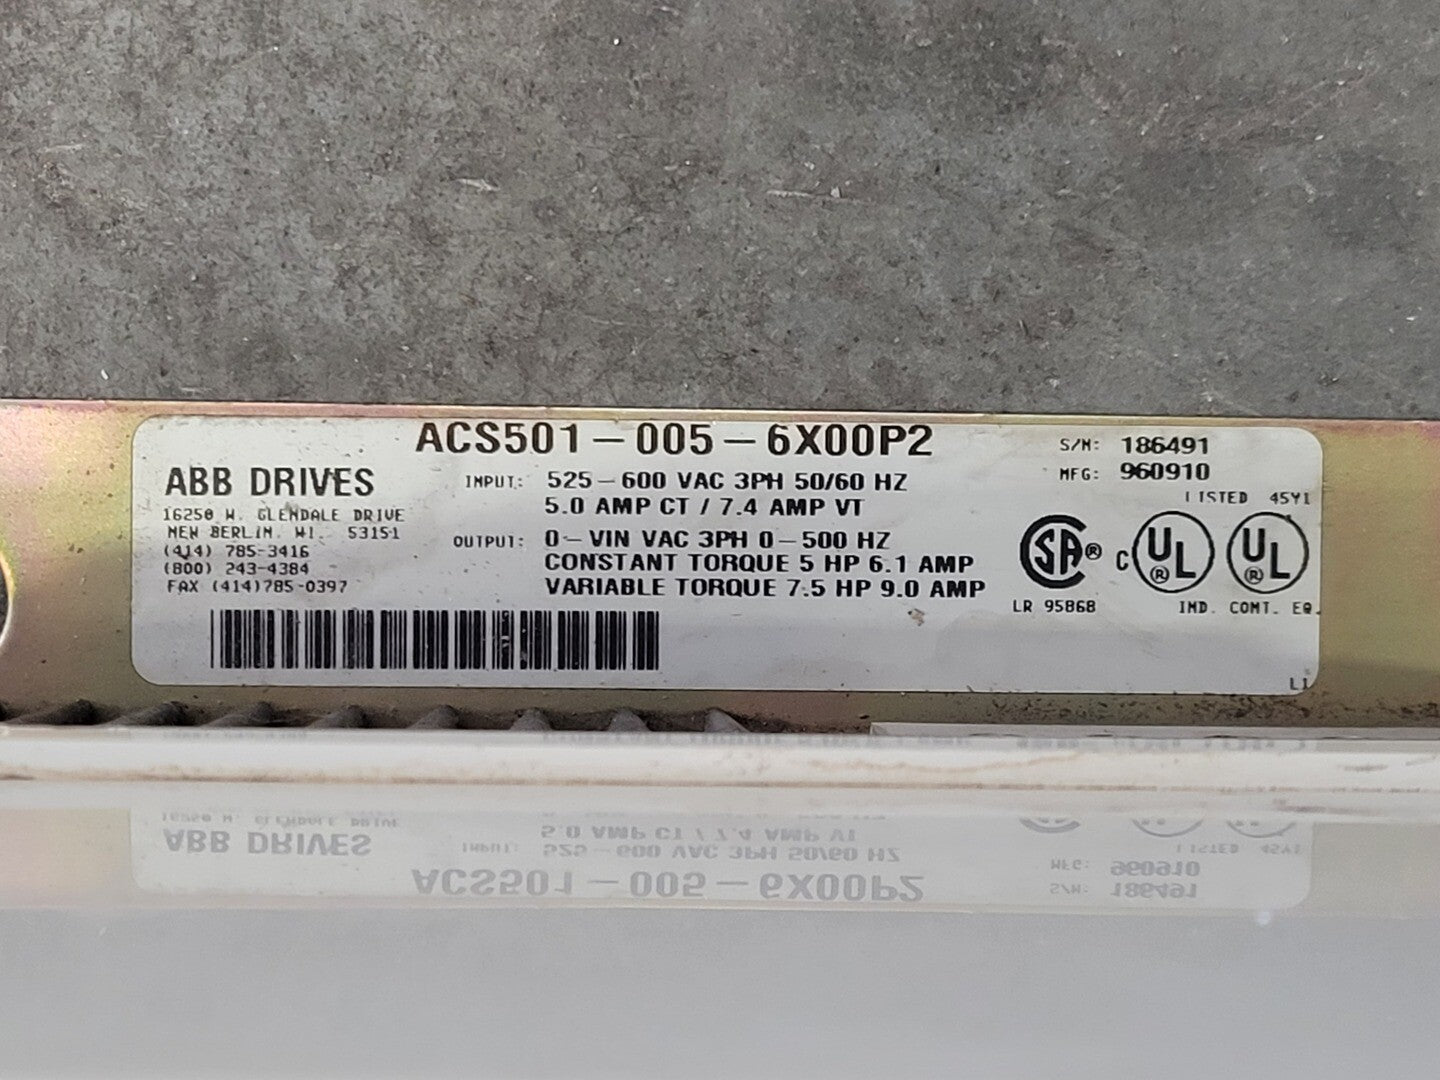 ACS501-005-6X00P2
ABB DRIVES
16250 W. GLENDALE DRIVE
NEW BERLIN. WI. 53151
(414) 785-3416
(800) 243-4384
FAX (414)785-0397
INPUT: 525-600 VAC 3PH 50/60 HZ
5.0 AMP CT / 7.4 AMP VT
OUTPUT: 0-VIN VAC 3PH 0-500 HZ
CONSTANT TORQUE 5 HP 6.1 AMP
VARIABLE TORQUE 7.5 HP 9.0 AMP
S/N: 186491
MFG: 960910
LISTED 45Y1
SA ® C UL ® UL ®
LR 95868 IND. CONT. EQ.
L1